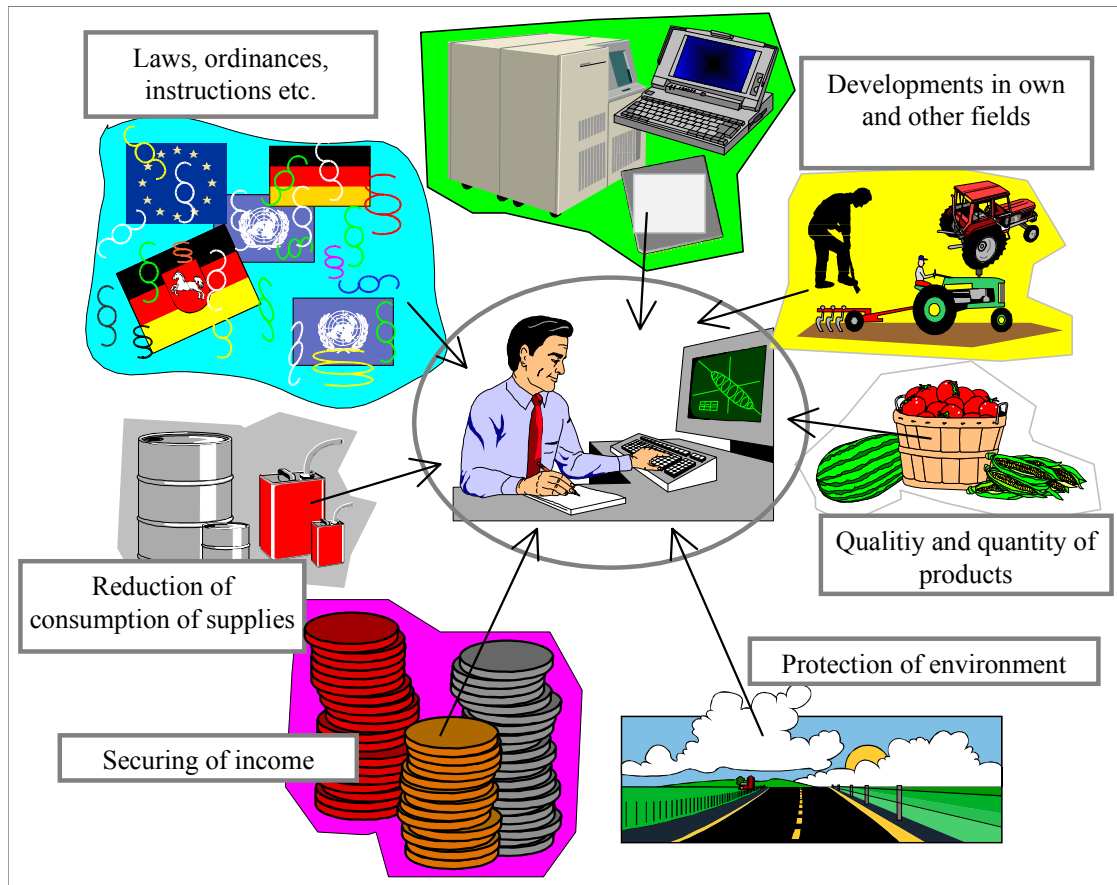 Laws, ordinances,
instructions etc.
Developments in own
and other fields
Qualitiy and quantity of
products
Reduction of
consumption of supplies
Protection of environment
Securing of income